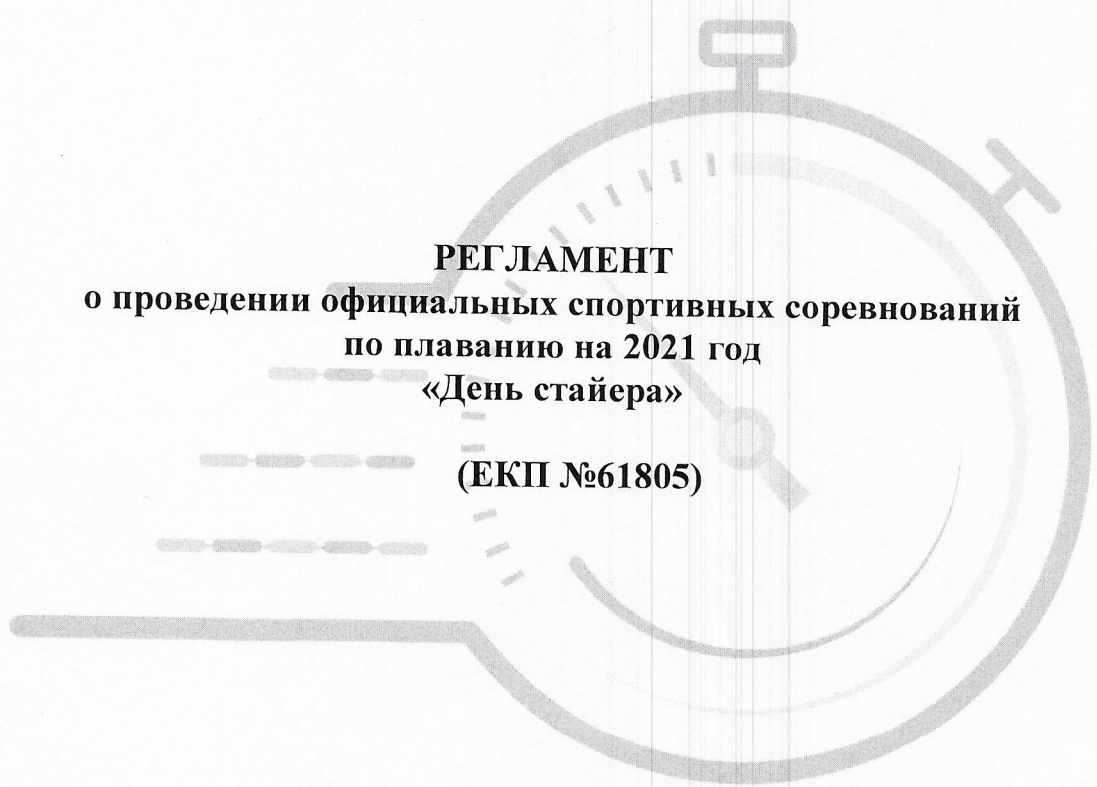 РЕГЛАМЕНТ
о проведении официальных спортивных соревнований
по плаванию на 2021 год
«День стайера»
(ЕКП №61805)